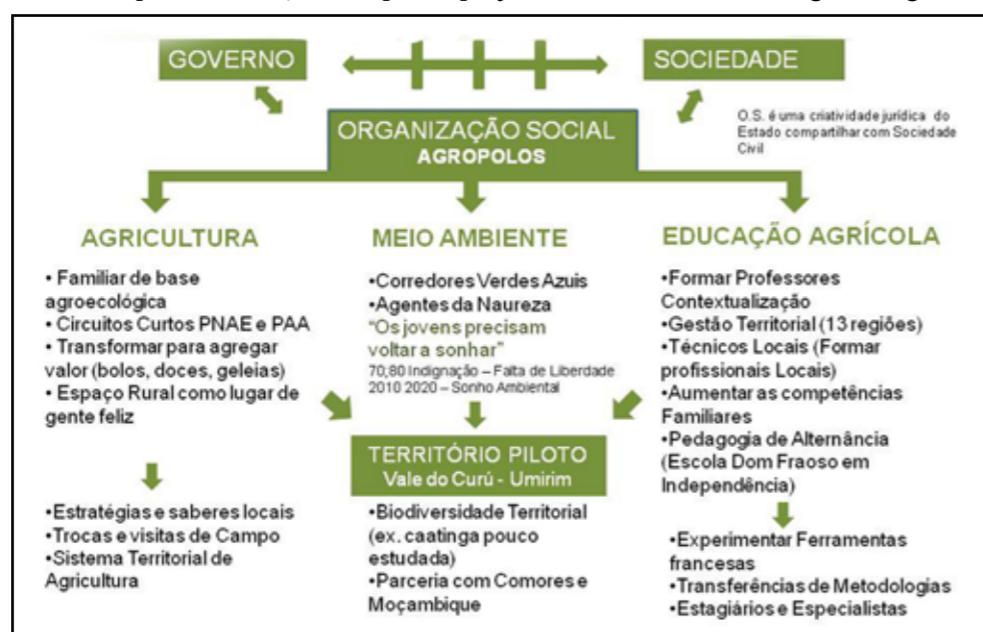 GOVERNO
SOCIEDADE
O.S. é uma criatividade jurídica do
Estado compartilhar com Sociedade
Civil
ORGANIZAÇÃO SOCIAL
AGROPOLOS
AGRICULTURA
• Familiar de base
agroecológica
• Circuitos Curtos PNAE e PAA
• Transformar para agregar
valor (bolos, doces, geleias)
• Espaço Rural como lugar de
gente feliz
•Estratégias e saberes locais
•Trocas e visitas de Campo
•Sistema Territorial de
Agricultura
MEIO AMBIENTE
•Corredores Verdes Azuis
•Agentes da Naureza
"Os jovens precisam
voltar a sonhar"
70;80 Indignação – Falta de Liberdade
2010 2020 – Sonho Ambiental
TERRITÓRIO PILOTO
Vale do Curú - Umirim
•Biodiversidade Territorial
(ex. caatinga pouco
estudada)
•Parceria com Comores e
Moçambique
EDUCAÇÃO AGRÍCOLA
•Formar Professores
Contextualização
•Gestão Territorial (13 regiões)
•Técnicos Locais (Formar
profissionais Locais)
•Aumentar as competências
Familiares
•Pedagogia de Alternância
(Escola Dom Fraoso em
Independência)
•Experimentar Ferramentas
francesas
•Transferências de Metodologias
•Estagiários e Especialistas